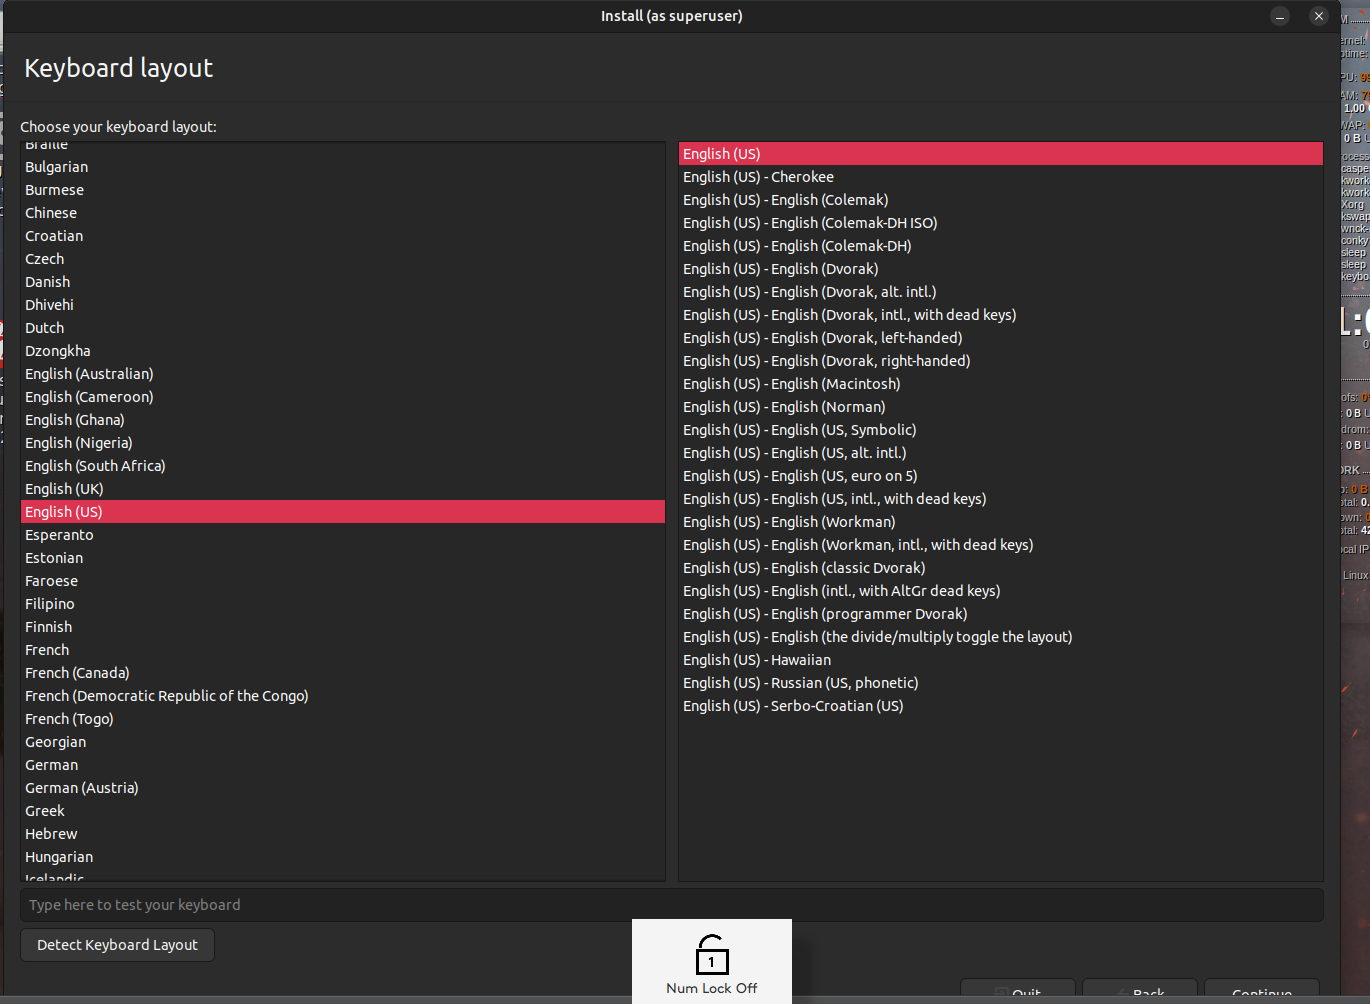 Install (as superuser)
Keyboard layout
Choose your keyboard layout:
Braille
Bulgarian
Burmese
Chinese
Croatian
Czech
Danish
Dhivehi
Dutch
Dzongkha
English (Australian)
English (Cameroon)
English (Ghana)
English (Nigeria)
English (South Africa)
English (UK)
English (US)
Esperanto
Estonian
Faroese
Filipino
Finnish
French
French (Canada)
French (Democratic Republic of the Congo)
French (Togo)
Georgian
German
German (Austria)
Greek
Hebrew
Hungarian
Icelandic
English (US)
English (US) - Cherokee
English (US) - English (Colemak)
English (US) - English (Colemak-DH ISO)
English (US) - English (Colemak-DH)
English (US) - English (Dvorak)
English (US) - English (Dvorak, alt. intl.)
English (US) - English (Dvorak, intl., with dead keys)
English (US) - English (Dvorak, left-handed)
English (US) - English (Dvorak, right-handed)
English (US) - English (Macintosh)
English (US) - English (Norman)
English (US) - English (US, Symbolic)
English (US) - English (US, alt. intl.)
English (US) - English (US, euro on 5)
English (US) - English (US, intl., with dead keys)
English (US) - English (Workman)
English (US) - English (Workman, intl., with dead keys)
English (US) - English (classic Dvorak)
English (US) - English (intl., with AltGr dead keys)
English (US) - English (programmer Dvorak)
English (US) - English (the divide/multiply toggle the layout)
English (US) - Hawaiian
English (US) - Russian (US, phonetic)
English (US) - Serbo-Croatian (US)
Type here to test your keyboard
Detect Keyboard Layout
1
Num Lock Off
Quit
Back
Continue
1.00
0 B
Xorg
conky
sleep
sleep
0 B
0 B
0 B
Linux